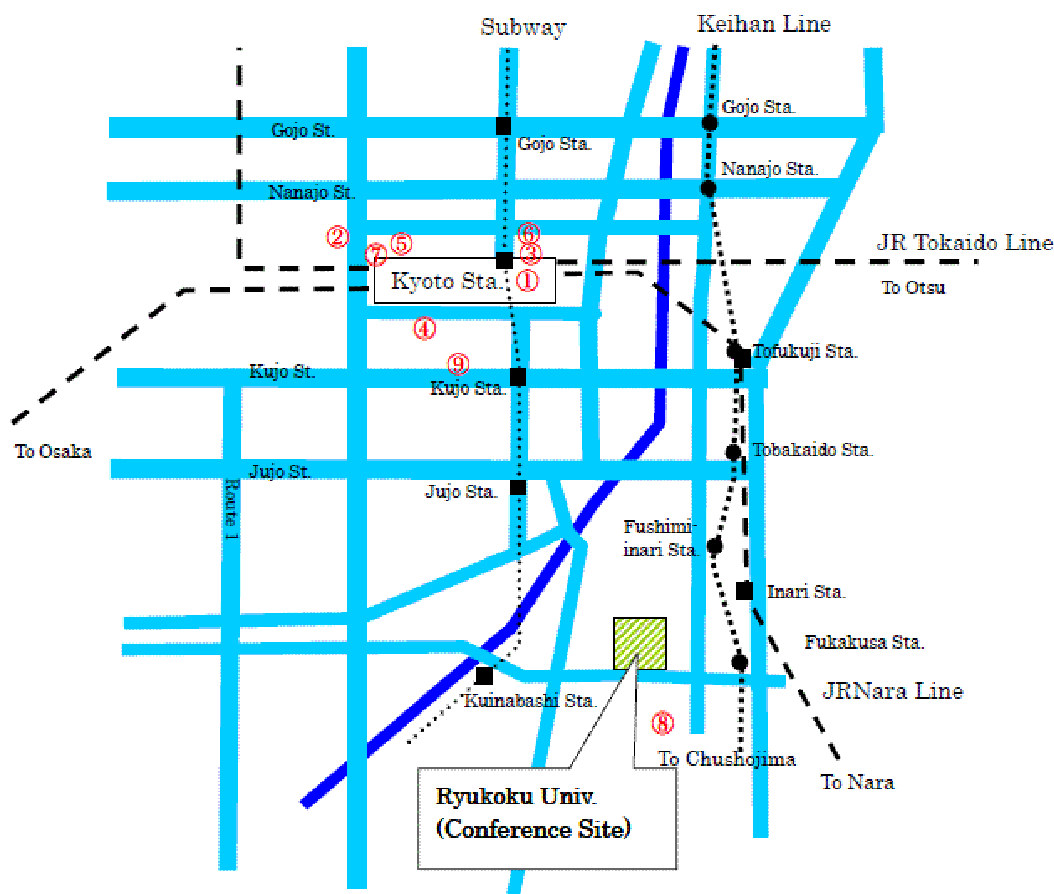 Subway
Keihan Line
Gojo Sta.
Gojo St.
Gojo Sta.
Nanajo Sta.
Nanajo St.
②
⑦
⑤
⑥
③
JR Tokaido Line
Kyoto Sta.
①
To Otsu
④
Tofukuji Sta.
⑨
Kujo St.
Kujo Sta.
To Osaka
Tobakaido Sta.
Jujo St.
Jujo Sta.
Route 1
Fushimi-
inari Sta.
Inari Sta.
Fukakusa Sta.
JRNara Line
Kuinabashi Sta.
⑧
To Chushojima
To Nara
Ryukoku Univ.
(Conference Site)